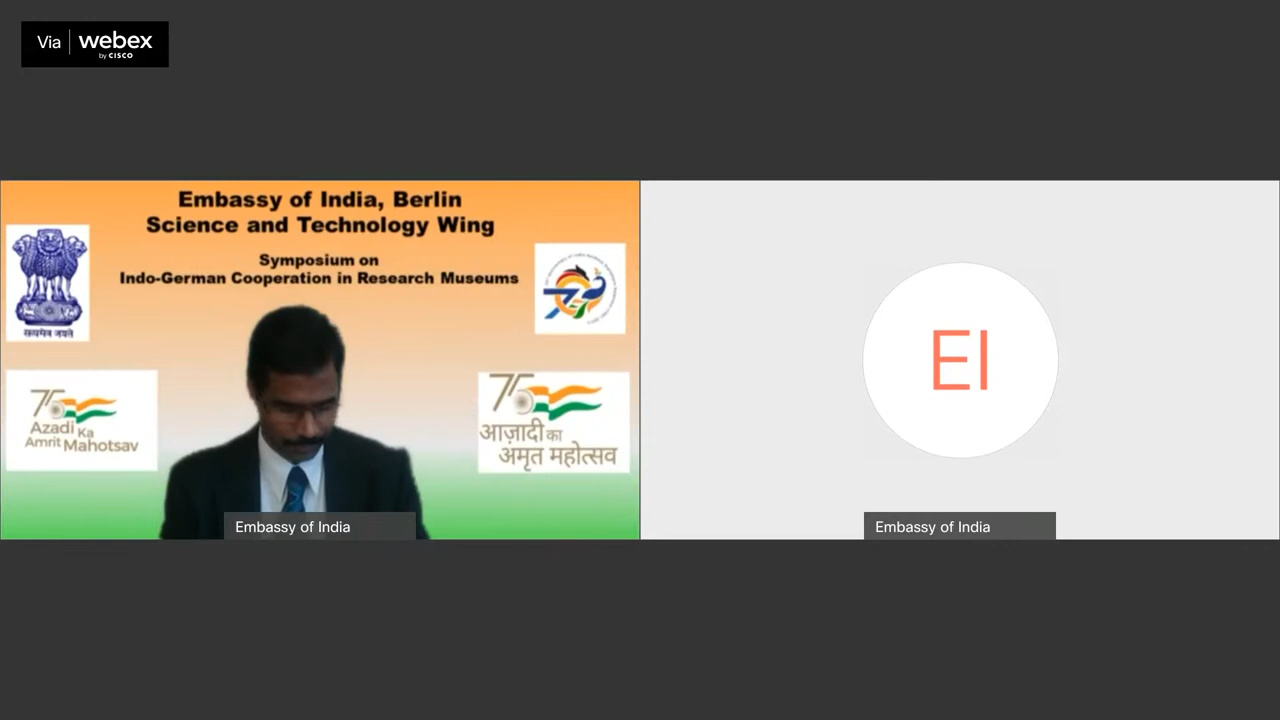 Via webex
by CISCO
Embassy of India, Berlin
Science and Technology Wing
Symposium on
Indo-German Cooperation in Research Museums
सत्यमेव जयते
75
Azadi Ka
Amrit Mahotsav
75
आज़ादी का
अमृत महोत्सव
Embassy of India
EI
Embassy of India